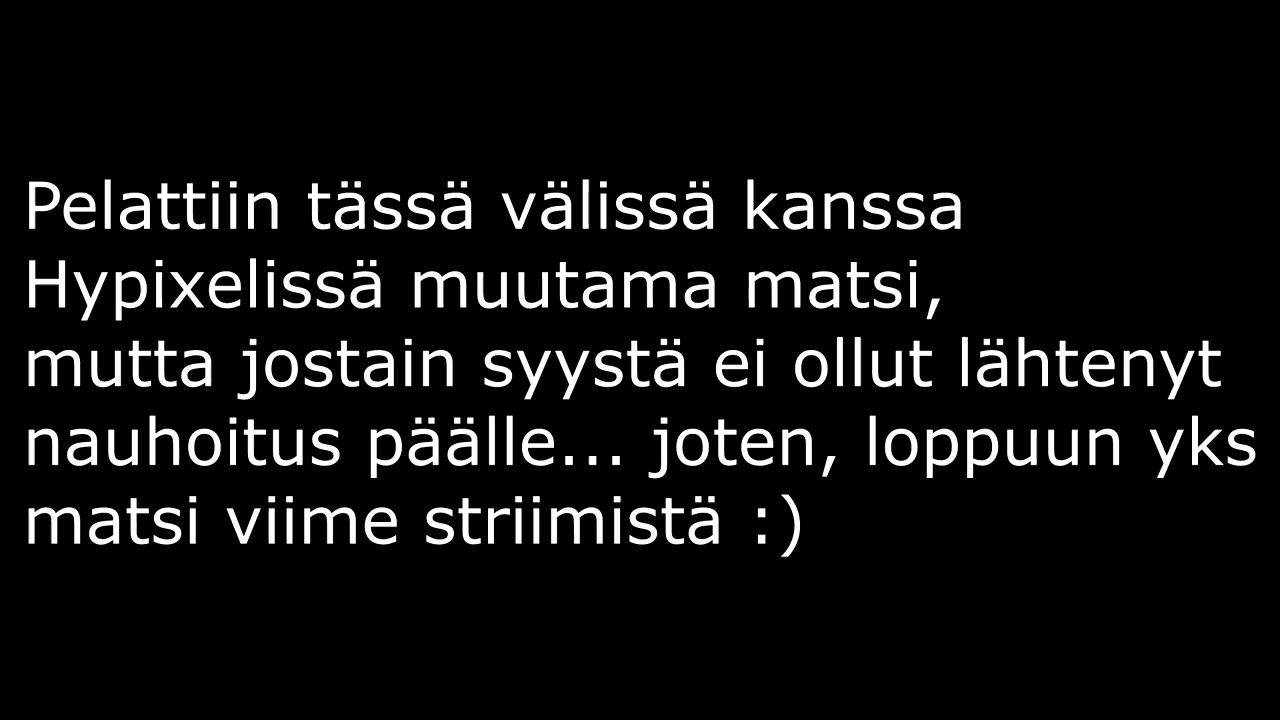 Pelattiin tässä välissä kanssa
Hypixelissä muutama matsi,
mutta jostain syystä ei ollut lähtenyt
nauhoitus päälle... joten, loppuun yks
matsi viime striimistä :)